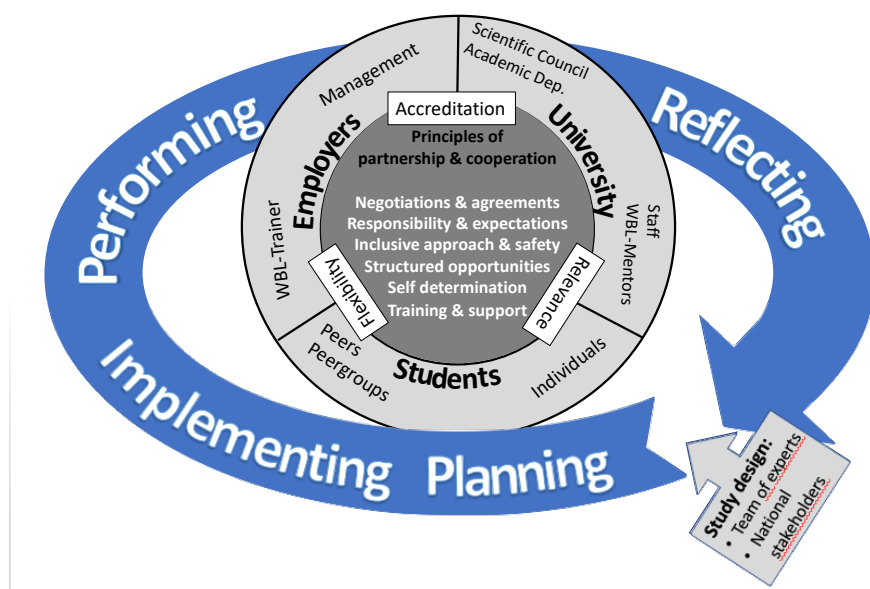 Performing
Reflecting
Implementing
Planning
Management
Scientific Council
Academic Dep.
Employers
University
WBL-Trainer
Staff
WBL-Mentors
Accreditation
Principles of
partnership & cooperation
Negotiations & agreements
Responsibility & expectations
Inclusive approach & safety
Structured opportunities
Self determination
Training & support
Flexibility
Relevance
Peers
Peergroups
Students
Individuals
Study design:
• Team of experts
• National
stakeholders